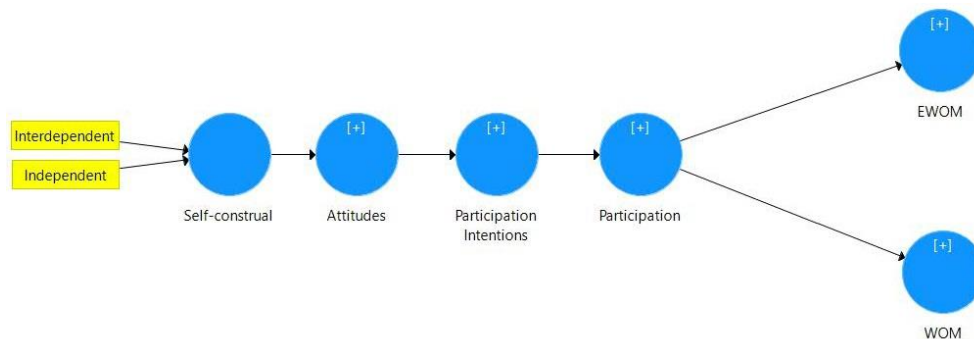 [+]
EWOM
Interdependent
Independent
[+]
[+]
[+]
Self-construal
Attitudes
Participation
Intentions
Participation
[+]
WOM